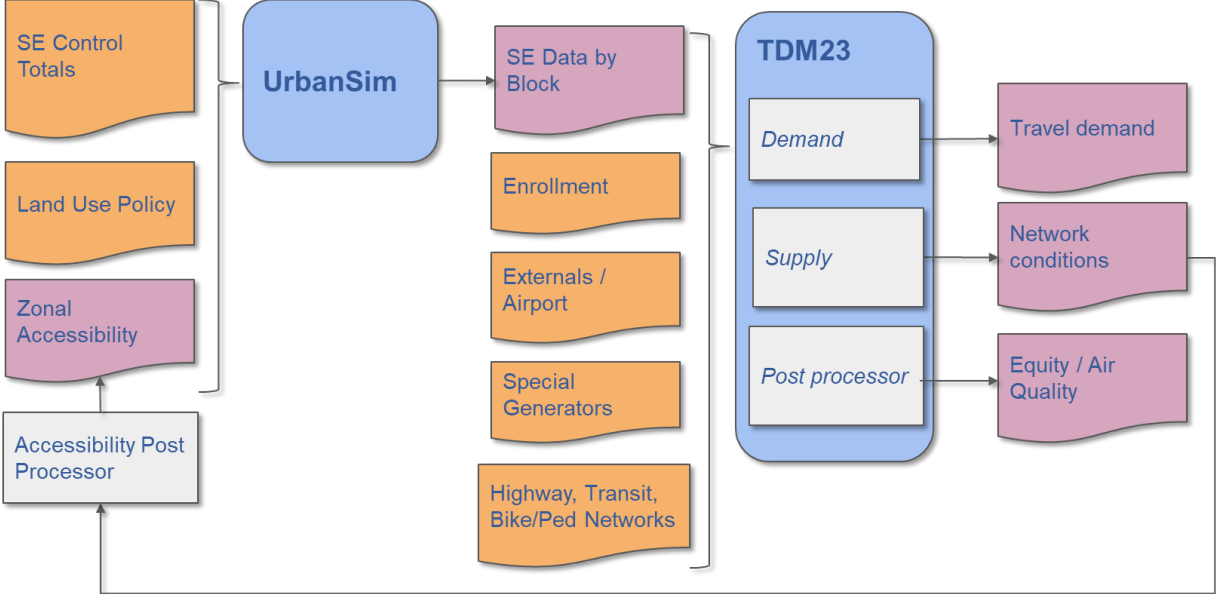 SE Control
Totals
Land Use Policy
Zonal
Accessibility
Accessibility Post
Processor
UrbanSim
SE Data by
Block
Enrollment
Externals /
Airport
Special
Generators
Highway, Transit,
Bike/Ped Networks
TDM23
Demand
Supply
Post processor
Travel demand
Network
conditions
Equity / Air
Quality